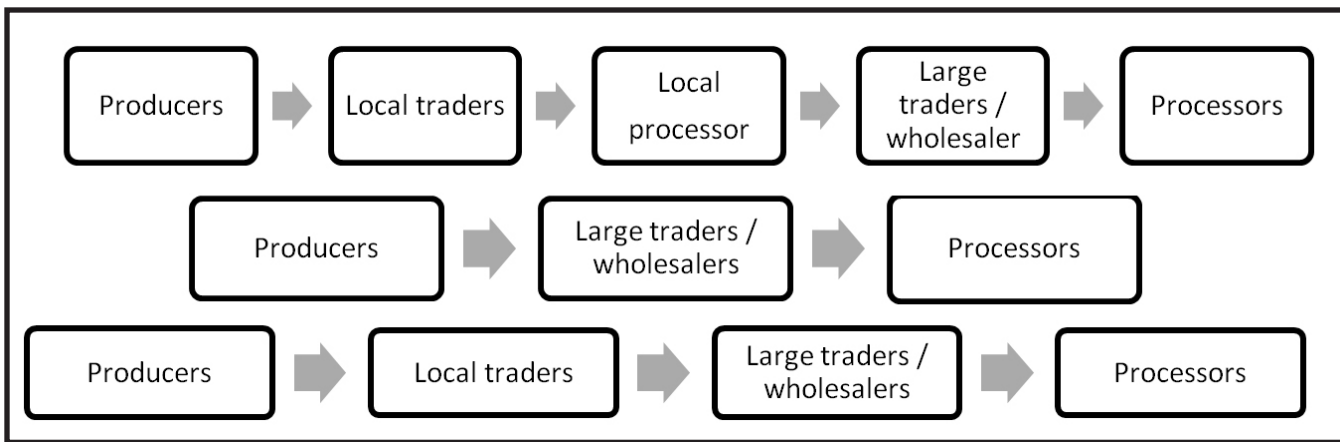 Producers
Local traders
Local
processor
Large
traders /
wholesaler
Processors
Producers
Large traders /
wholesalers
Processors
Producers
Local traders
Large traders /
wholesalers
Processors